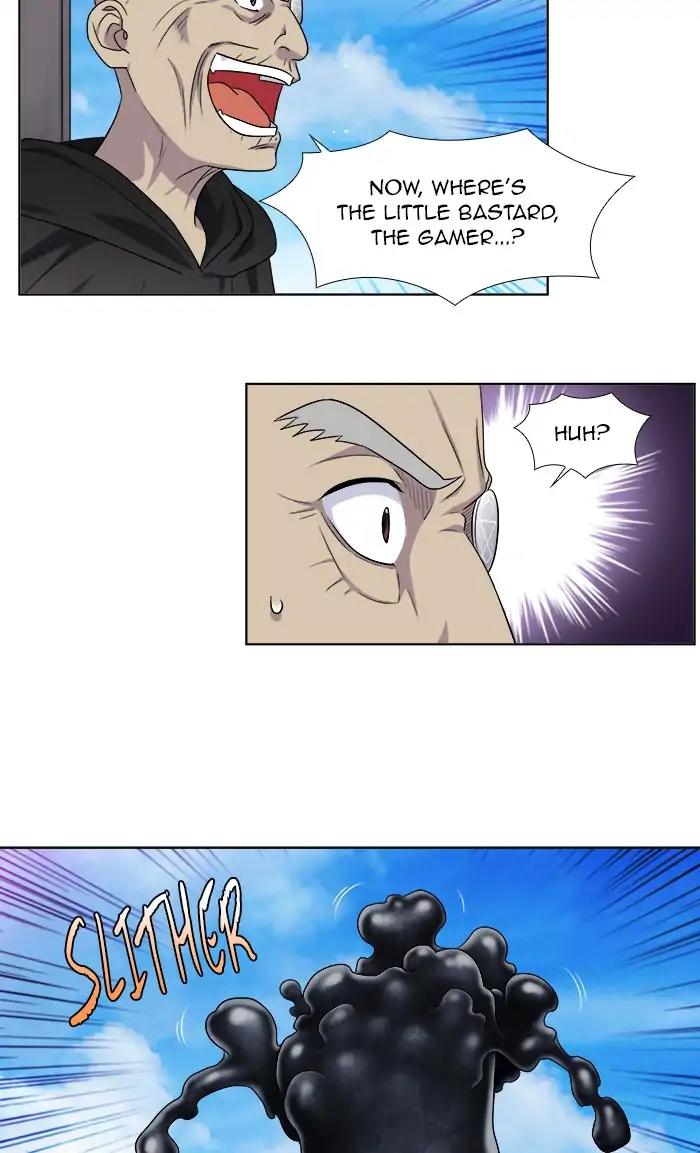 NOW, WHERE'S
THE LITTLE BASTARD,
THE GAMER...?
HUH?
SLITHER